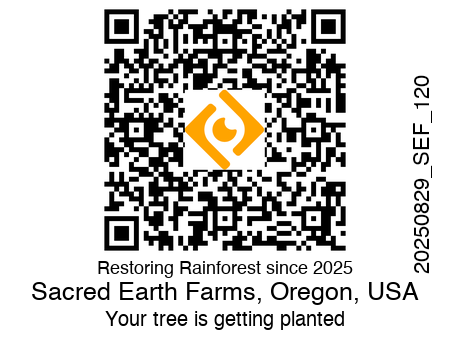 Restoring Rainforest since 2025
Sacred Earth Farms, Oregon, USA
Your tree is getting planted
20250829_SEF_120